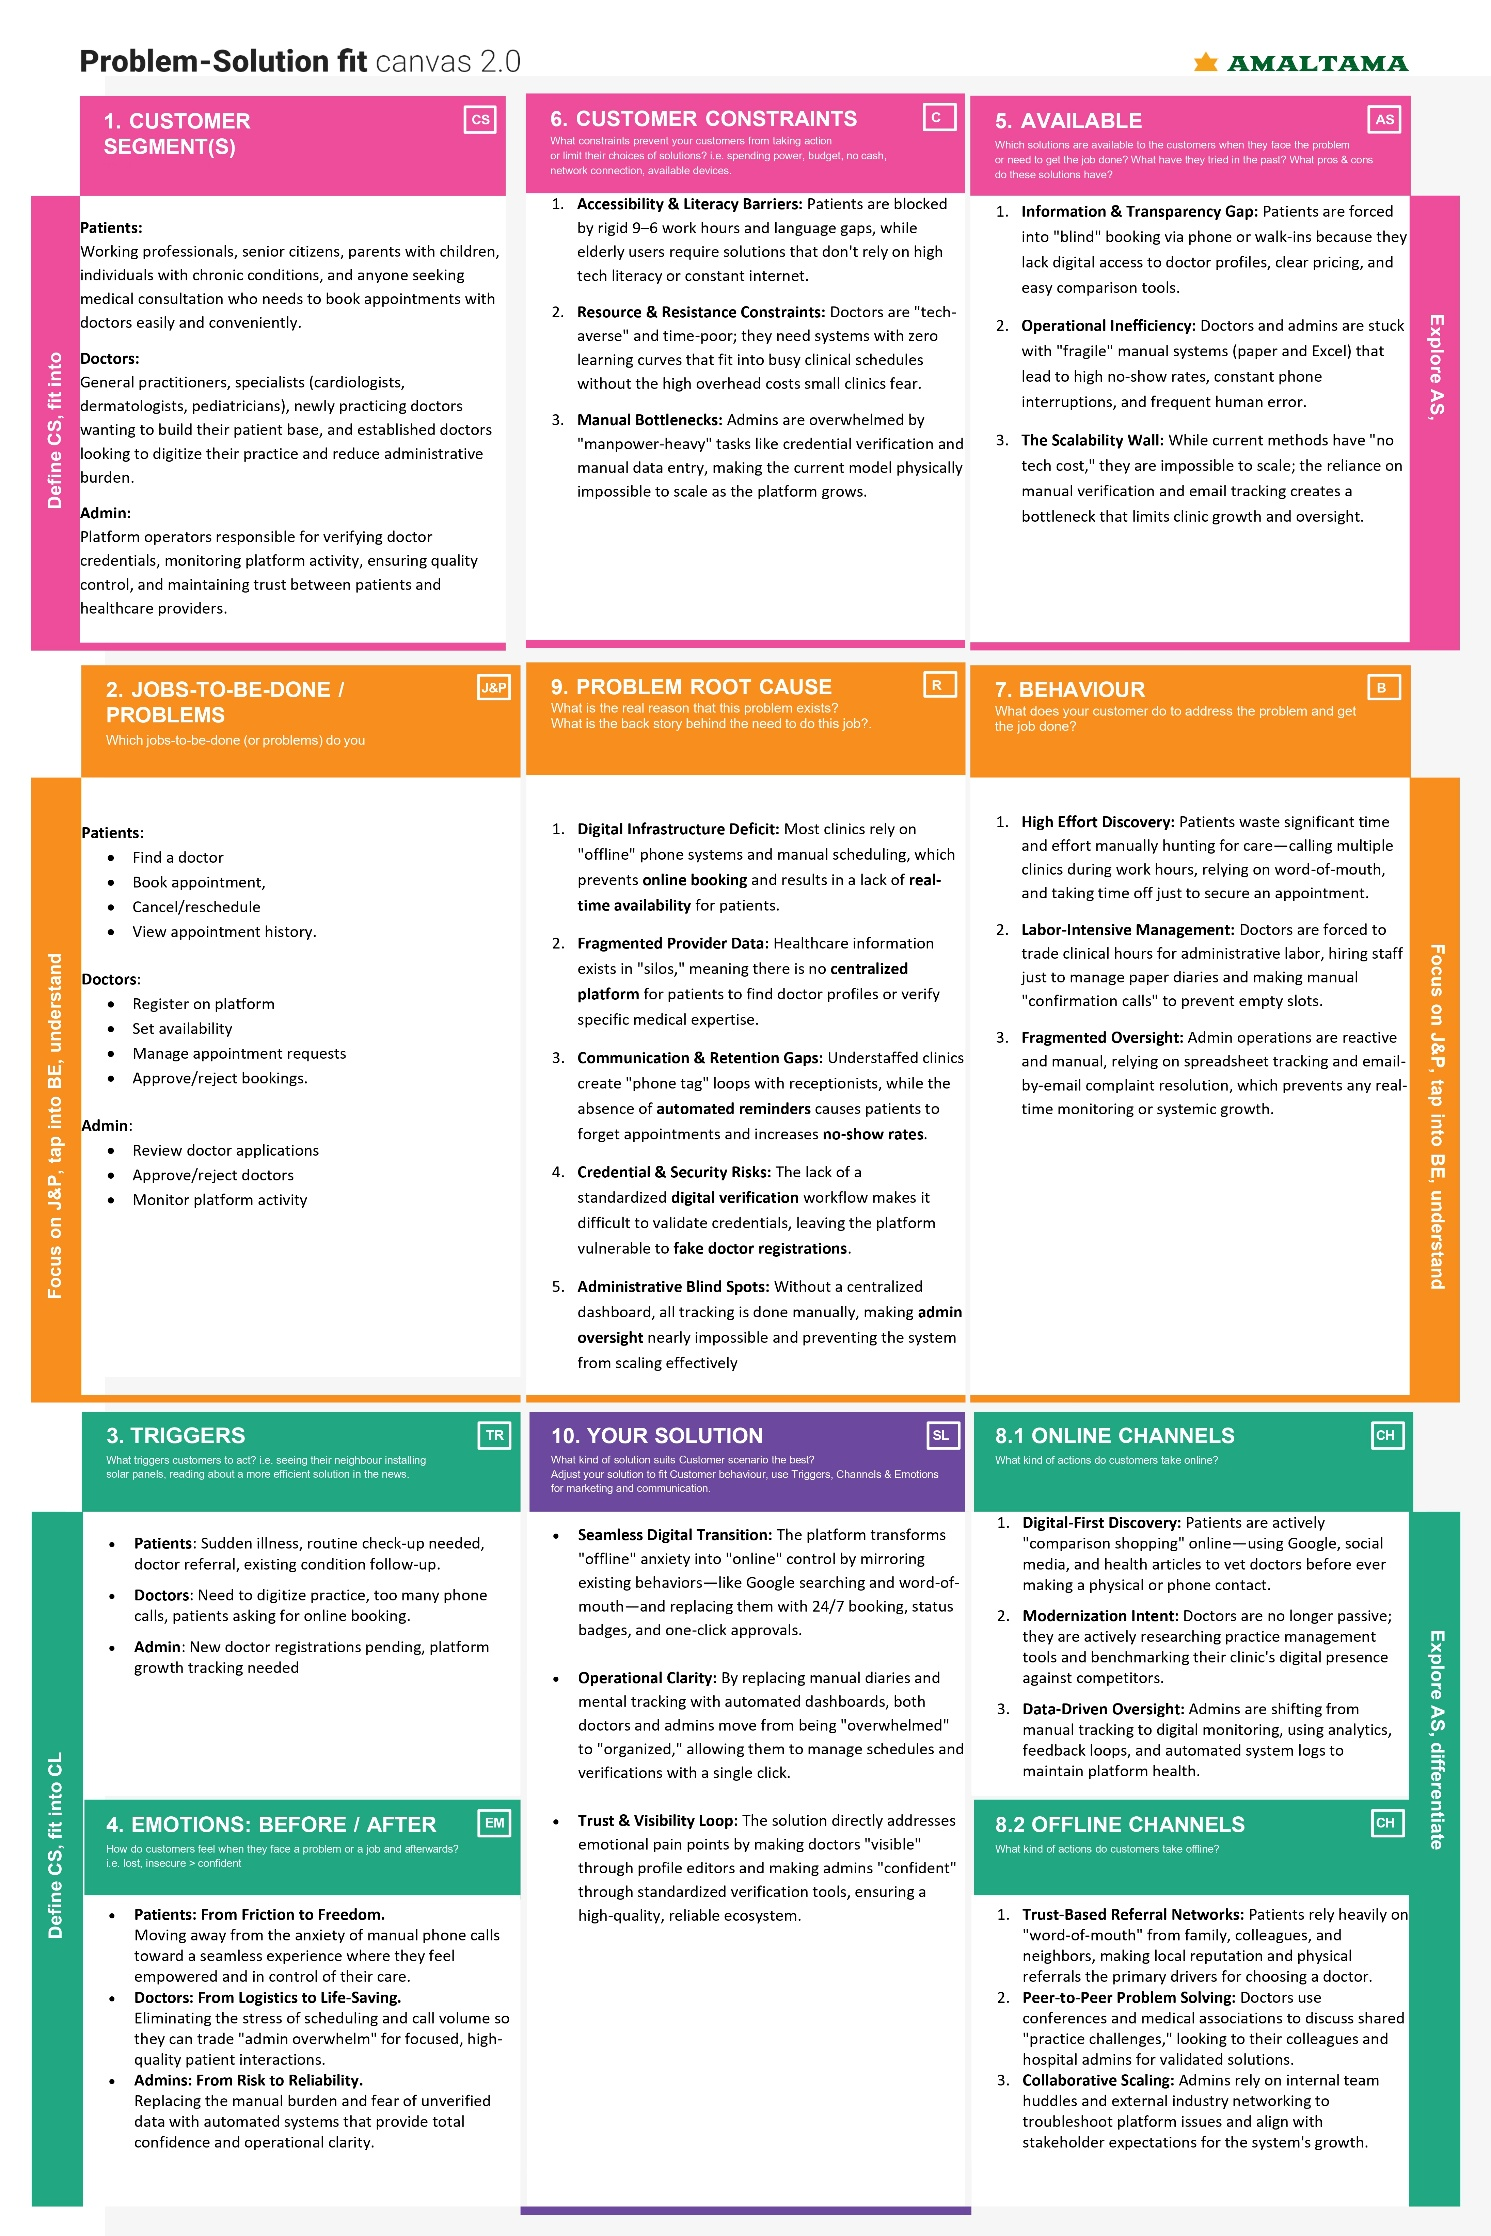 Problem-Solution fit canvas 2.0
AMALTAMA
Define CS, fit into
1. CUSTOMER
SEGMENT(S)
CS
Patients:
Working professionals, senior citizens, parents with children,
individuals with chronic conditions, and anyone seeking
medical consultation who needs to book appointments with
doctors easily and conveniently.
Doctors:
General practitioners, specialists (cardiologists,
dermatologists, pediatricians), newly practicing doctors
wanting to build their patient base, and established doctors
looking to digitize their practice and reduce administrative
burden.
Admin:
Platform operators responsible for verifying doctor
credentials, monitoring platform activity, ensuring quality
control, and maintaining trust between patients and
healthcare providers.
6. CUSTOMER CONSTRAINTS
C
What constraints prevent your customers from taking action
or limit their choices of solutions? i.e. spending power, budget, no cash,
network connection, available devices.
1. Accessibility & Literacy Barriers: Patients are blocked
by rigid 9–6 work hours and language gaps, while
elderly users require solutions that don't rely on high
tech literacy or constant internet.
2. Resource & Resistance Constraints: Doctors are "tech-
averse" and time-poor; they need systems with zero
learning curves that fit into busy clinical schedules
without the high overhead costs small clinics fear.
3. Manual Bottlenecks: Admins are overwhelmed by
"manpower-heavy" tasks like credential verification and
manual data entry, making the current model physically
impossible to scale as the platform grows.
5. AVAILABLE
AS
Which solutions are available to the customers when they face the problem
or need to get the job done? What have they tried in the past? What pros & cons
do these solutions have?
1. Information & Transparency Gap: Patients are forced
into "blind" booking via phone or walk-ins because they
lack digital access to doctor profiles, clear pricing, and
easy comparison tools.
2. Operational Inefficiency: Doctors and admins are stuck
with "fragile" manual systems (paper and Excel) that
lead to high no-show rates, constant phone
interruptions, and frequent human error.
3. The Scalability Wall: While current methods have "no
tech cost," they are impossible to scale; the reliance on
manual verification and email tracking creates a
bottleneck that limits clinic growth and oversight.
Explore AS,
Focus on J&P, tap into BE, understand
2. JOBS-TO-BE-DONE /
PROBLEMS
J&P
Which jobs-to-be-done (or problems) do you
Patients:
• Find a doctor
• Book appointment,
• Cancel/reschedule
• View appointment history.
Doctors:
• Register on platform
• Set availability
• Manage appointment requests
• Approve/reject bookings.
Admin:
• Review doctor applications
• Approve/reject doctors
• Monitor platform activity
9. PROBLEM ROOT CAUSE
R
What is the real reason that this problem exists?
What is the back story behind the need to do this job?.
1. Digital Infrastructure Deficit: Most clinics rely on
"offline" phone systems and manual scheduling, which
prevents online booking and results in a lack of real-
time availability for patients.
2. Fragmented Provider Data: Healthcare information
exists in "silos," meaning there is no centralized
platform for patients to find doctor profiles or verify
specific medical expertise.
3. Communication & Retention Gaps: Understaffed clinics
create "phone tag" loops with receptionists, while the
absence of automated reminders causes patients to
forget appointments and increases no-show rates.
4. Credential & Security Risks: The lack of a
standardized digital verification workflow makes it
difficult to validate credentials, leaving the platform
vulnerable to fake doctor registrations.
5. Administrative Blind Spots: Without a centralized
dashboard, all tracking is done manually, making admin
oversight nearly impossible and preventing the system
from scaling effectively
7. BEHAVIOUR
B
What does your customer do to address the problem and get
the job done?
1. High Effort Discovery: Patients waste significant time
and effort manually hunting for care—calling multiple
clinics during work hours, relying on word-of-mouth,
and taking time off just to secure an appointment.
2. Labor-Intensive Management: Doctors are forced to
trade clinical hours for administrative labor, hiring staff
just to manage paper diaries and making manual
"confirmation calls" to prevent empty slots.
3. Fragmented Oversight: Admin operations are reactive
and manual, relying on spreadsheet tracking and email-
by-email complaint resolution, which prevents any real-
time monitoring or systemic growth.
Focus on J&P, tap into BE, understand
Define CS, fit into CL
3. TRIGGERS
TR
What triggers customers to act? i.e. seeing their neighbour installing
solar panels, reading about a more efficient solution in the news.
• Patients: Sudden illness, routine check-up needed,
doctor referral, existing condition follow-up.
• Doctors: Need to digitize practice, too many phone
calls, patients asking for online booking.
• Admin: New doctor registrations pending, platform
growth tracking needed
4. EMOTIONS: BEFORE / AFTER
EM
How do customers feel when they face a problem or a job and afterwards?
i.e. lost, insecure > confident
• Patients: From Friction to Freedom.
Moving away from the anxiety of manual phone calls
toward a seamless experience where they feel
empowered and in control of their care.
• Doctors: From Logistics to Life-Saving.
Eliminating the stress of scheduling and call volume so
they can trade "admin overwhelm" for focused, high-
quality patient interactions.
• Admins: From Risk to Reliability.
Replacing the manual burden and fear of unverified
data with automated systems that provide total
confidence and operational clarity.
10. YOUR SOLUTION
SL
What kind of solution suits Customer scenario the best?
Adjust your solution to fit Customer behaviour, use Triggers, Channels & Emotions
for marketing and communication.
• Seamless Digital Transition: The platform transforms
"offline" anxiety into "online" control by mirroring
existing behaviors—like Google searching and word-of-
mouth—and replacing them with 24/7 booking, status
badges, and one-click approvals.
• Operational Clarity: By replacing manual diaries and
mental tracking with automated dashboards, both
doctors and admins move from being "overwhelmed"
to "organized," allowing them to manage schedules and
verifications with a single click.
• Trust & Visibility Loop: The solution directly addresses
emotional pain points by making doctors "visible"
through profile editors and making admins "confident"
through standardized verification tools, ensuring a
high-quality, reliable ecosystem.
8.1 ONLINE CHANNELS
CH
What kind of actions do customers take online?
1. Digital-First Discovery: Patients are actively
"comparison shopping" online—using Google, social
media, and health articles to vet doctors before ever
making a physical or phone contact.
2. Modernization Intent: Doctors are no longer passive;
they are actively researching practice management
tools and benchmarking their clinic's digital presence
against competitors.
3. Data-Driven Oversight: Admins are shifting from
manual tracking to digital monitoring, using analytics,
feedback loops, and automated system logs to
maintain platform health.
8.2 OFFLINE CHANNELS
CH
What kind of actions do customers take offline?
1. Trust-Based Referral Networks: Patients rely heavily on
"word-of-mouth" from family, colleagues, and
neighbors, making local reputation and physical
referrals the primary drivers for choosing a doctor.
2. Peer-to-Peer Problem Solving: Doctors use
conferences and medical associations to discuss shared
"practice challenges," looking to their colleagues and
hospital admins for validated solutions.
3. Collaborative Scaling: Admins rely on internal team
huddles and external industry networking to
troubleshoot platform issues and align with
stakeholder expectations for the system's growth.
Explore AS, differentiate